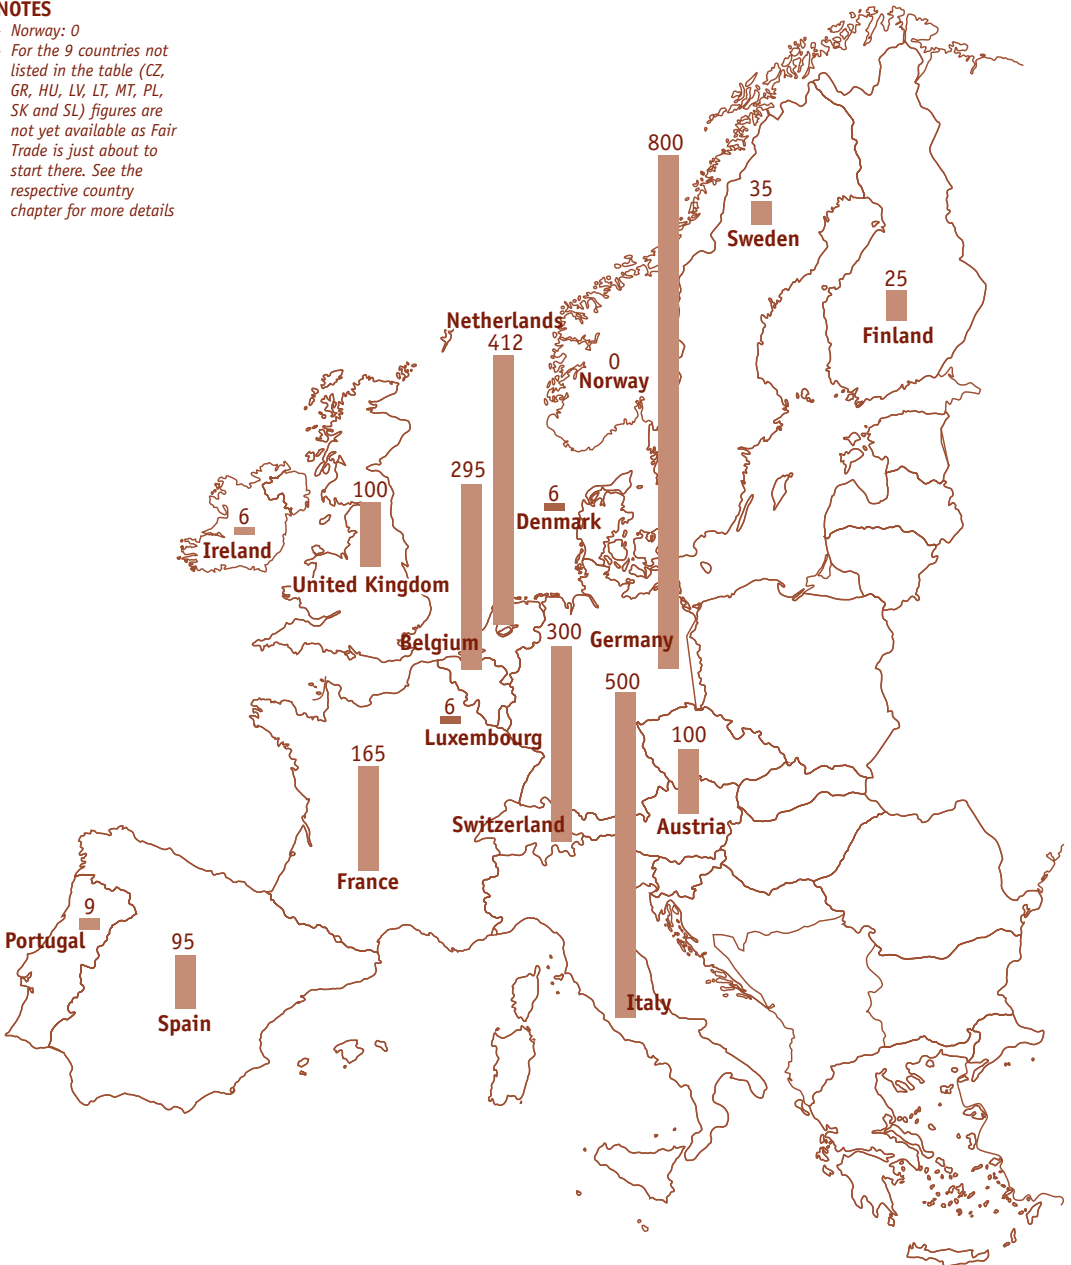 NOTES
Norway: 0
For the 9 countries not
listed in the table (CZ,
GR, HU, LV, LT, MT, PL,
SK and SL) figures are
not yet available as Fair
Trade is just about to
start there. See the
respective country
chapter for more details
800
35
Sweden
25
Finland
Netherlands
412
0
Norway
295
100
United Kingdom
6
Denmark
6
Ireland
Belgium
300
Germany
500
6
Luxembourg
100
Austria
165
France
Switzerland
9
Portugal
95
Spain
Italy